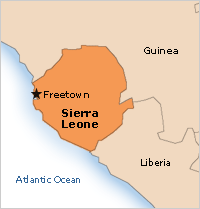 Guinea
Freetown
Sierra
Leone
Liberia
Atlantic Ocean